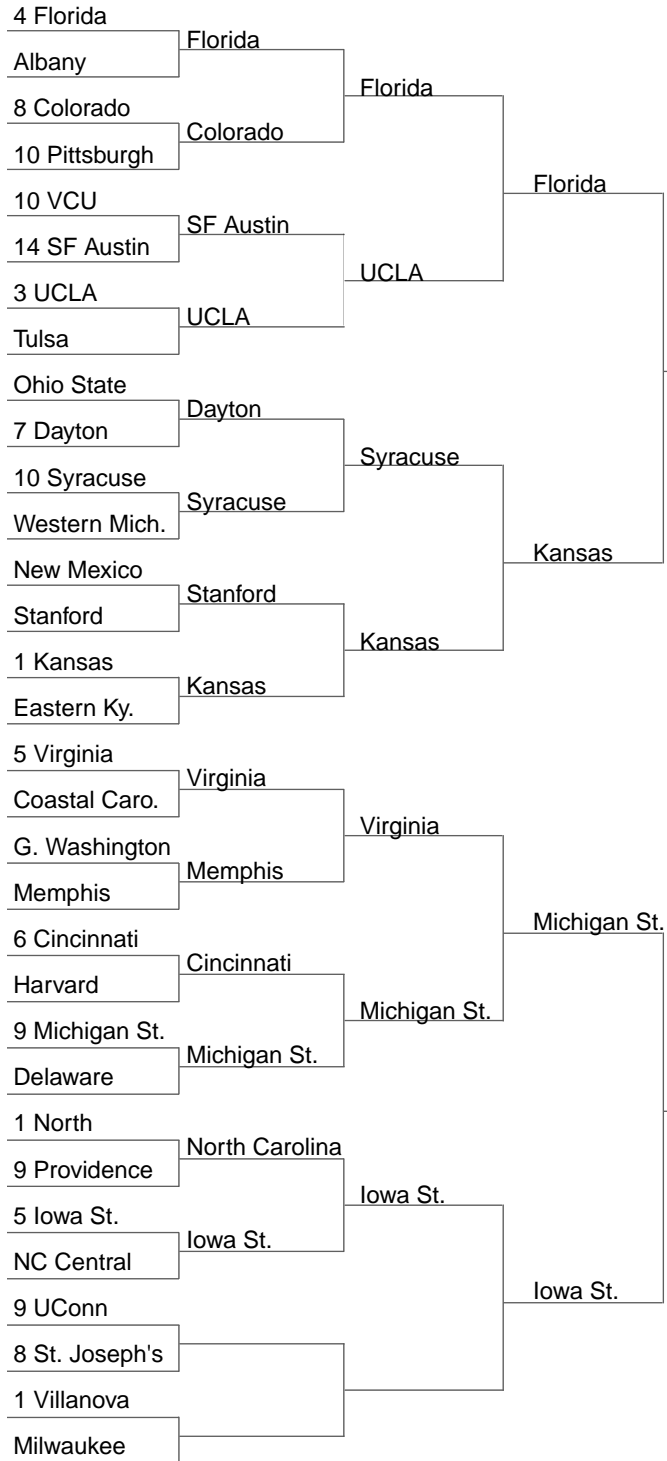 4 Florida
Florida
Albany
Florida
8 Colorado
Colorado
10 Pittsburgh
Florida
10 VCU
SF Austin
14 SF Austin
UCLA
3 UCLA
UCLA
Tulsa
Ohio State
Dayton
7 Dayton
Syracuse
10 Syracuse
Syracuse
Western Mich.
Kansas
New Mexico
Stanford
Stanford
Kansas
1 Kansas
Kansas
Eastern Ky.
5 Virginia
Virginia
Coastal Caro.
Virginia
G. Washington
Memphis
Memphis
Michigan St.
6 Cincinnati
Cincinnati
Harvard
Michigan St.
9 Michigan St.
Michigan St.
Delaware
1 North
North Carolina
9 Providence
Iowa St.
5 Iowa St.
Iowa St.
NC Central
Iowa St.
9 UConn
8 St. Joseph's
1 Villanova
Milwaukee